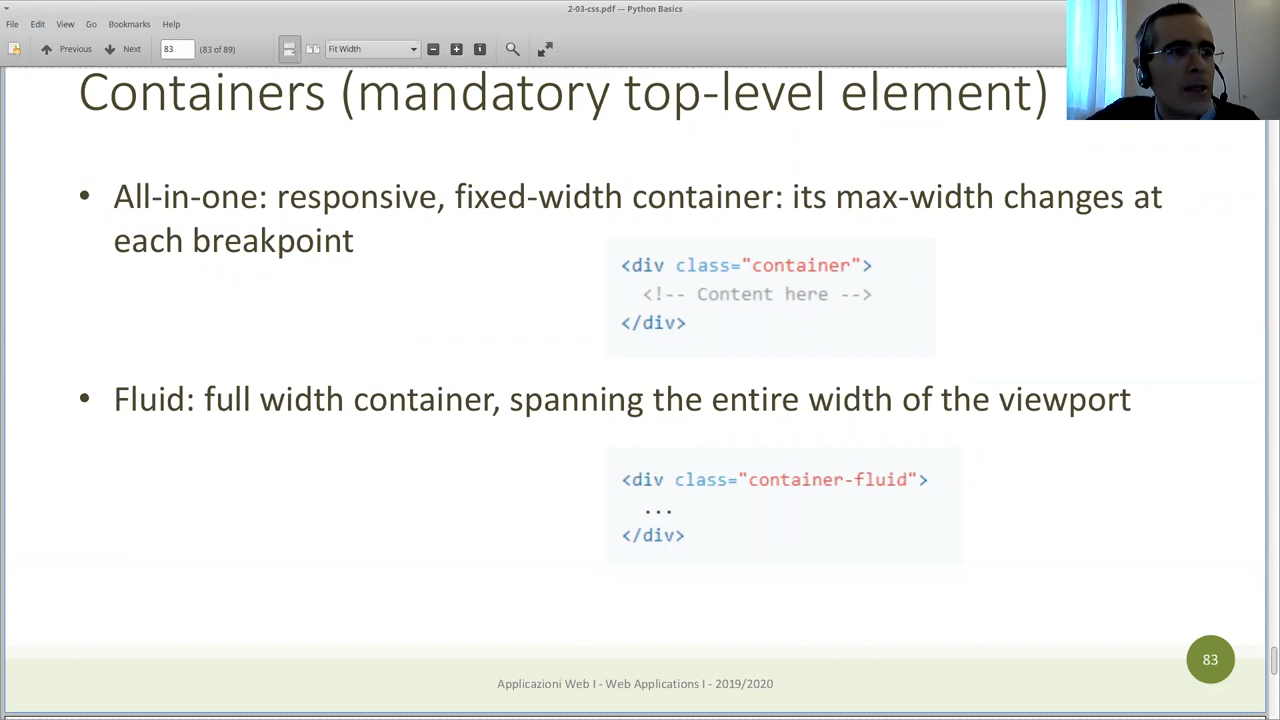 2-03-css.pdf — Python Basics
File Edit View Go Bookmarks Help
Previous Next 83 (83 of 89) Fit Width
Containers (mandatory top-level element)
• All-in-one: responsive, fixed-width container: its max-width changes at
each breakpoint
<div class="container">
<!-- Content here -->
</div>
• Fluid: full width container, spanning the entire width of the viewport
<div class="container-fluid">
...
</div>
83
Applicazioni Web I - Web Applications I - 2019/2020